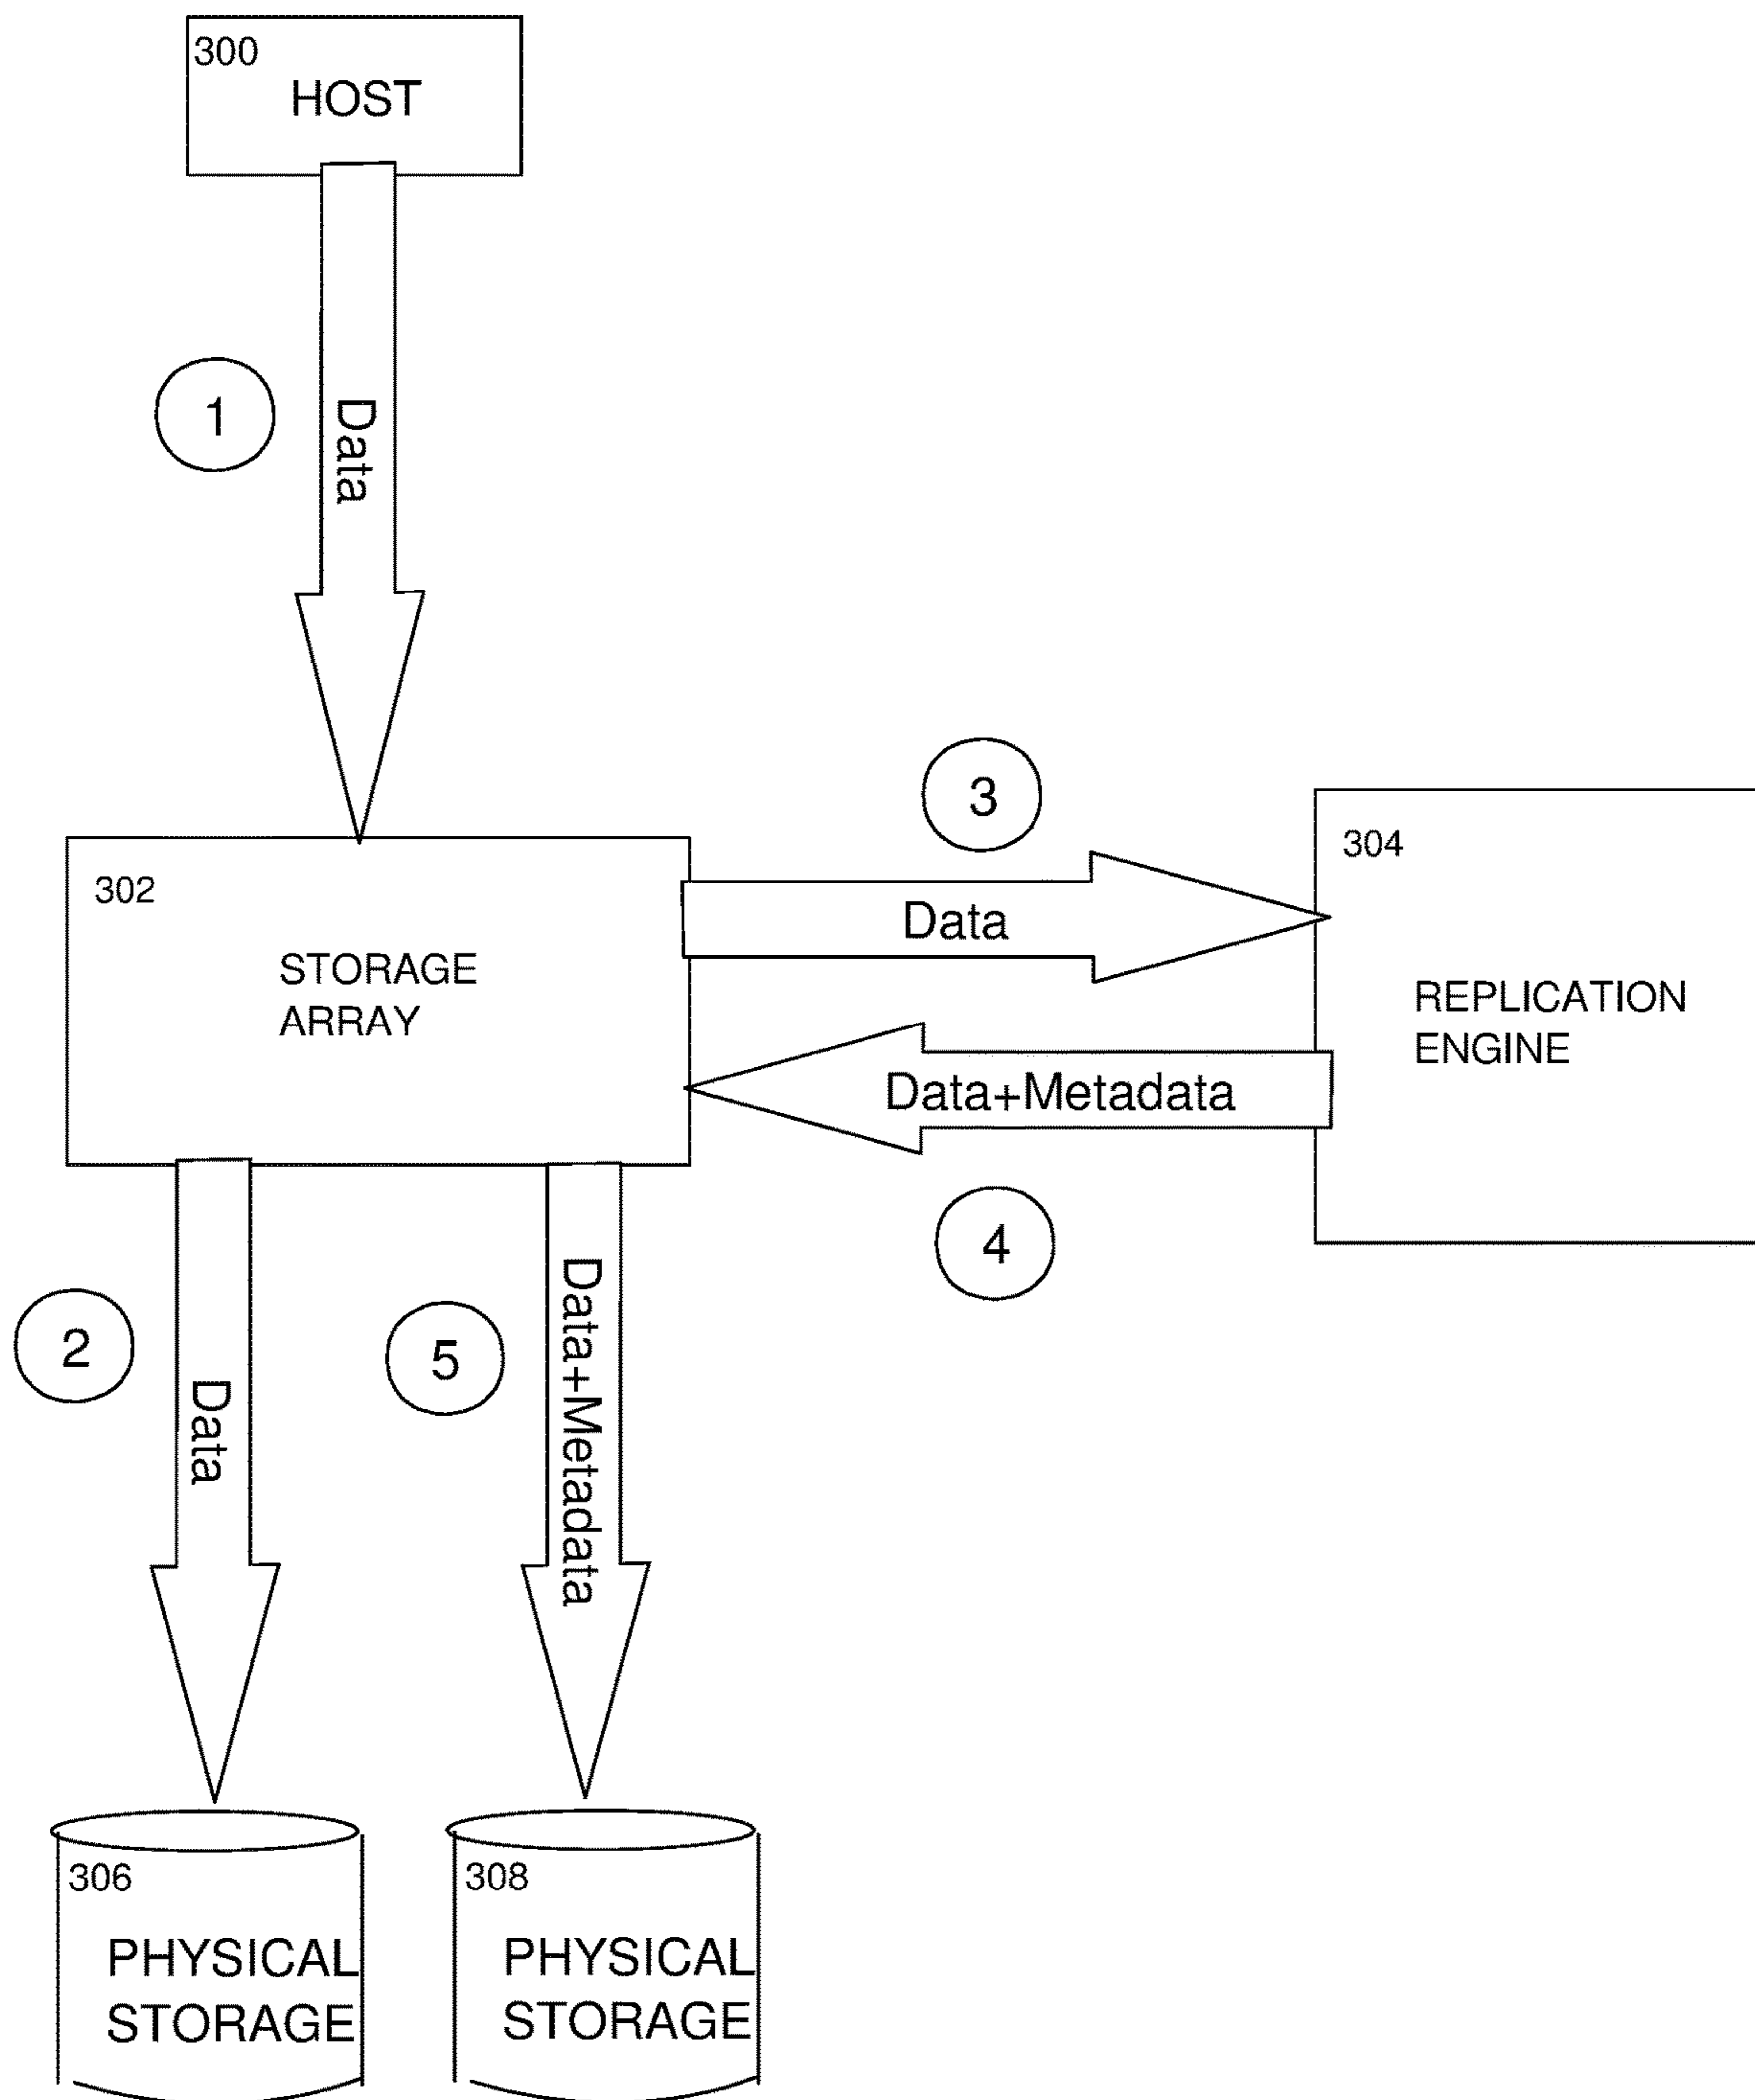 300
HOST
1
Data
3
304
302
Data
STORAGE
ARRAY
REPLICATION
ENGINE
Data+Metadata
4
2
Data
5
Data+Metadata
306
PHYSICAL
STORAGE
308
PHYSICAL
STORAGE